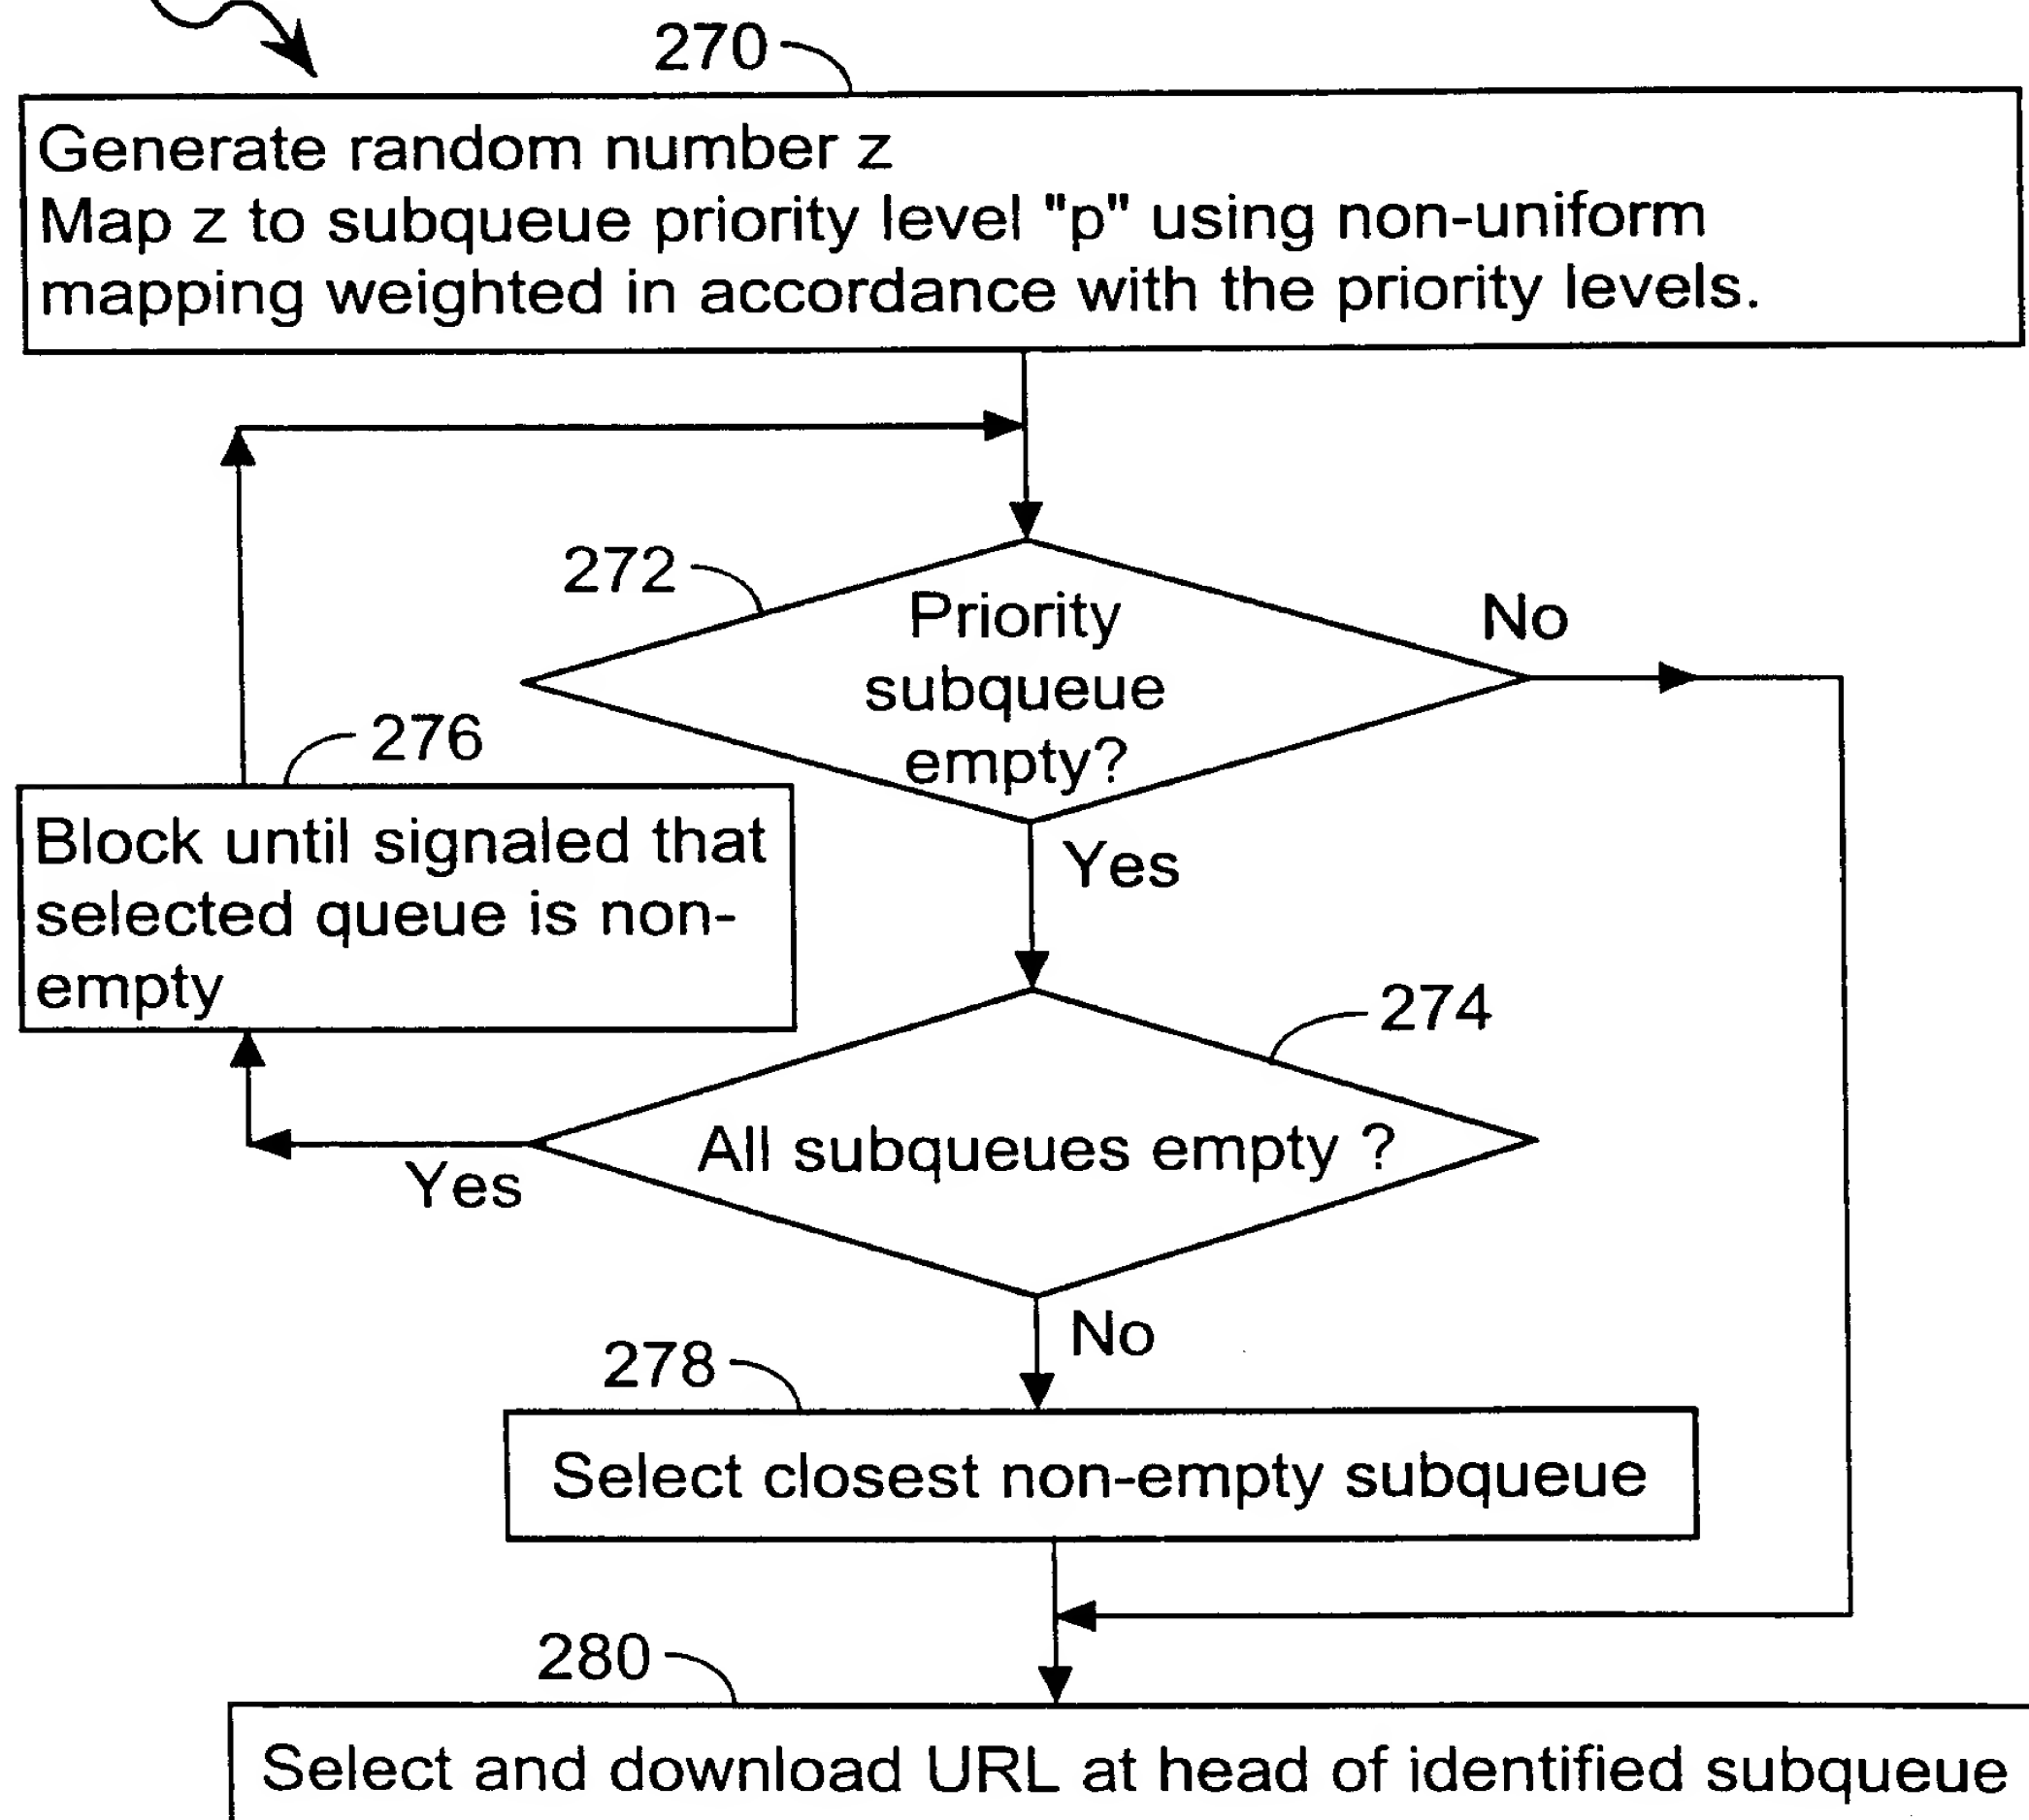 270
Generate random number z
Map z to subqueue priority level "p" using non-uniform
mapping weighted in accordance with the priority levels.
272
Priority
subqueue
empty?
No
Yes
276
Block until signaled that
selected queue is non-
empty
274
All subqueues empty ?
Yes
No
278
Select closest non-empty subqueue
280
Select and download URL at head of identified subqueue